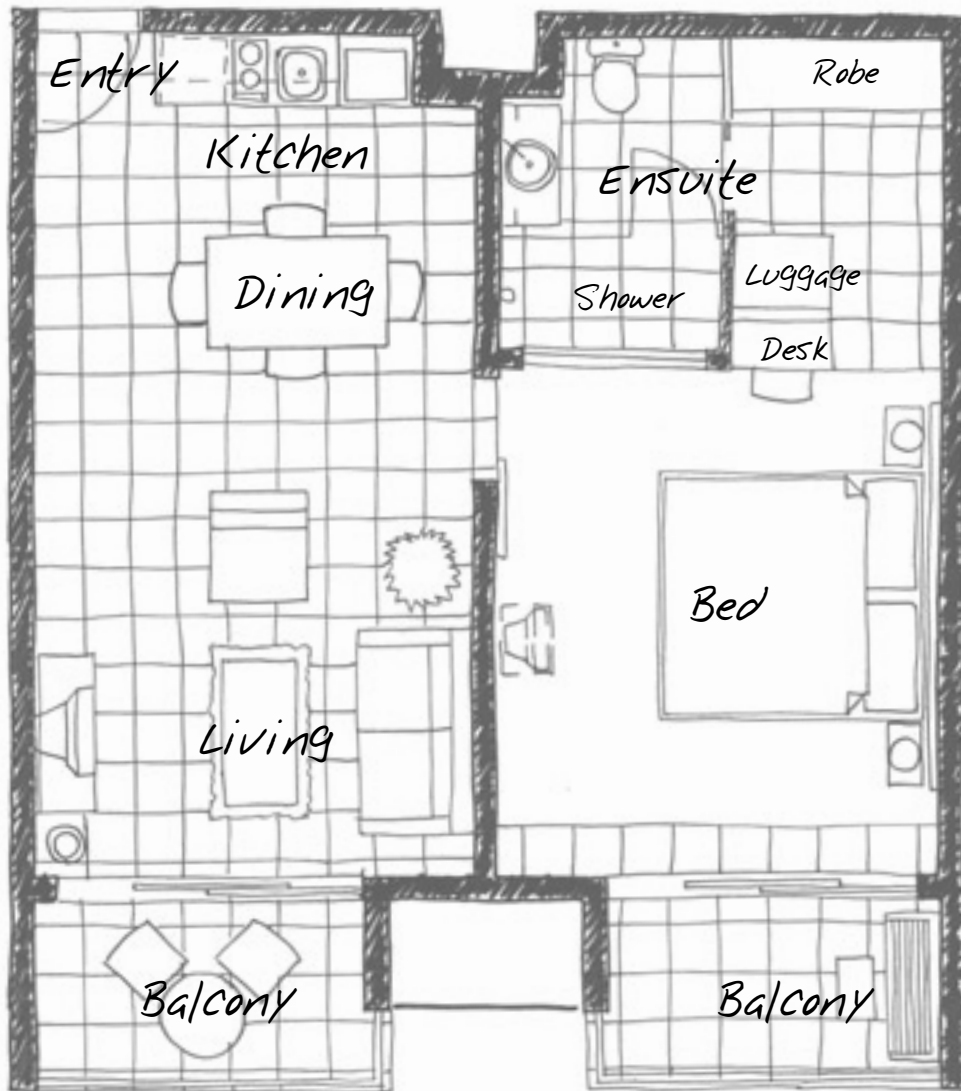 Entry
Robe
Kitchen
Ensuite
Dining
Luggage
Shower
Desk
Bed
Living
Balcony
Balcony